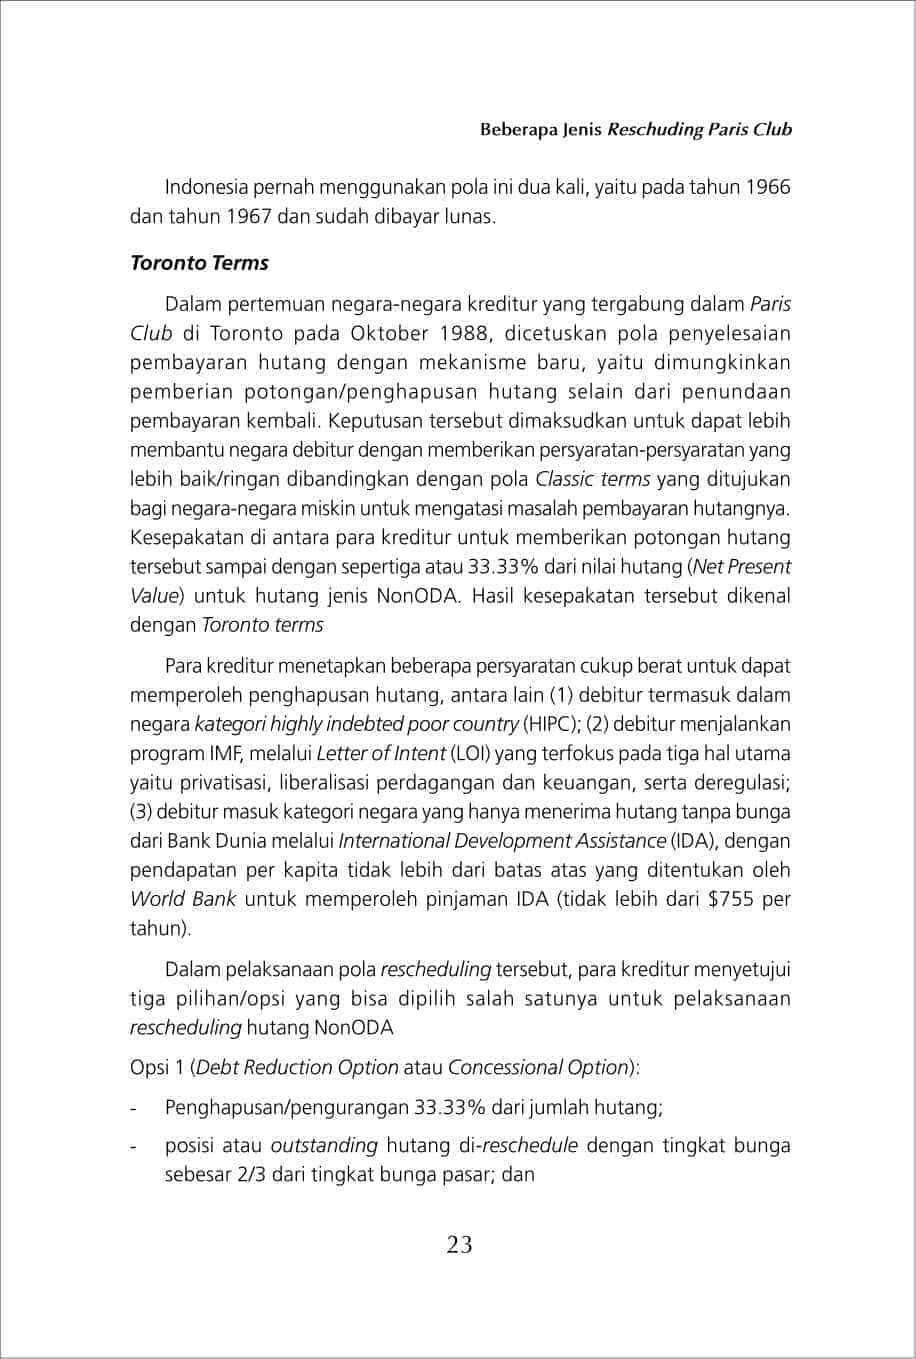 Beberapa Jenis Reschuding Paris Club
Indonesia pernah menggunakan pola ini dua kali, yaitu pada tahun 1966
dan tahun 1967 dan sudah dibayar lunas.
Toronto Terms
Dalam pertemuan negara-negara kreditur yang tergabung dalam Paris
Club di Toronto pada Oktober 1988, dicetuskan pola penyelesaian
pembayaran hutang dengan mekanisme baru, yaitu dimungkinkan
pemberian potongan/penghapusan hutang selain dari penundaan
pembayaran kembali. Keputusan tersebut dimaksudkan untuk dapat lebih
membantu negara debitur dengan memberikan persyaratan-persyaratan yang
lebih baik/ringan dibandingkan dengan pola Classic terms yang ditujukan
bagi negara-negara miskin untuk mengatasi masalah pembayaran hutangnya.
Kesepakatan di antara para kreditur untuk memberikan potongan hutang
tersebut sampai dengan sepertiga atau 33.33% dari nilai hutang (Net Present
Value) untuk hutang jenis NonODA. Hasil kesepakatan tersebut dikenal
dengan Toronto terms
Para kreditur menetapkan beberapa persyaratan cukup berat untuk dapat
memperoleh penghapusan hutang, antara lain (1) debitur termasuk dalam
negara kategori highly indebted poor country (HIPC); (2) debitur menjalankan
program IMF, melalui Letter of Intent (LOI) yang terfokus pada tiga hal utama
yaitu privatisasi, liberalisasi perdagangan dan keuangan, serta deregulasi;
(3) debitur masuk kategori negara yang hanya menerima hutang tanpa bunga
dari Bank Dunia melalui International Development Assistance (IDA), dengan
pendapatan per kapita tidak lebih dari batas atas yang ditentukan oleh
World Bank untuk memperoleh pinjaman IDA (tidak lebih dari $755 per
tahun).
Dalam pelaksanaan pola rescheduling tersebut, para kreditur menyetujui
tiga pilihan/opsi yang bisa dipilih salah satunya untuk pelaksanaan
rescheduling hutang NonODA
Opsi 1 (Debt Reduction Option atau Concessional Option):
- Penghapusan/pengurangan 33.33% dari jumlah hutang;
- posisi atau outstanding hutang di-reschedule dengan tingkat bunga
sebesar 2/3 dari tingkat bunga pasar; dan
23